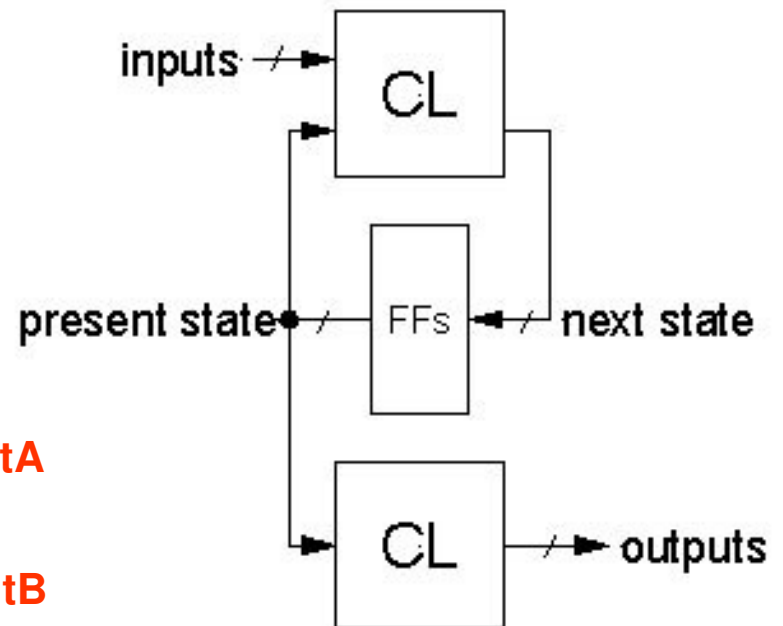 inputs
CL
present state
FFs
next state
tA
CL
outputs
tB